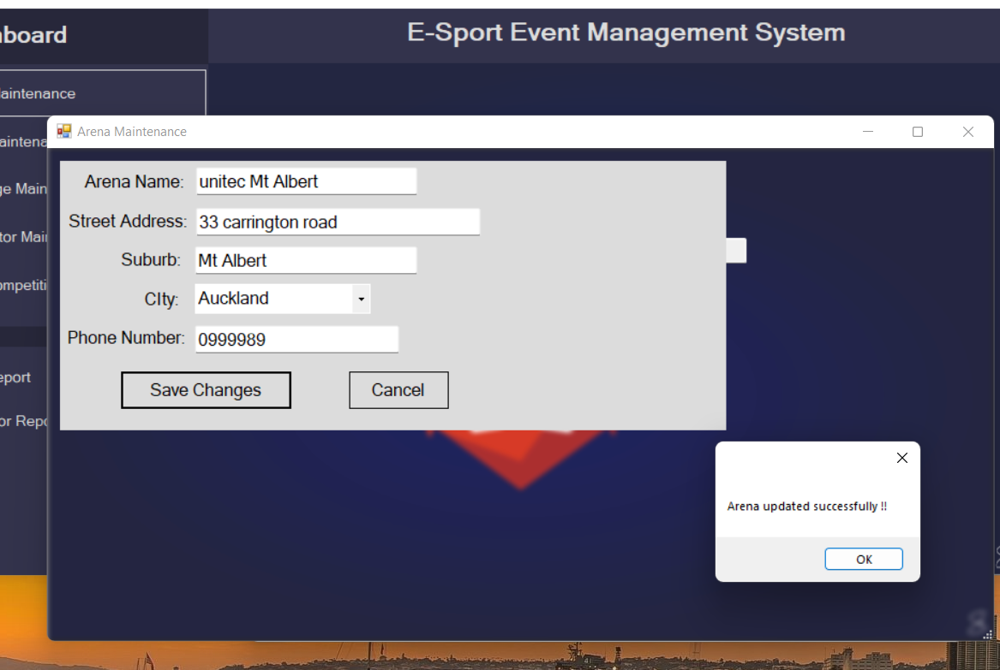 board
E-Sport Event Management System
aintenance
Arena Maintenance
aintena
Arena Name: unitec Mt Albert
ge Main
Street Address: 33 carrington road
tor Mai
Suburb: Mt Albert
ompetiti
CIty: Auckland
Phone Number: 0999989
eport
Save Changes Cancel
or Repo
Arena updated successfully !!
OK